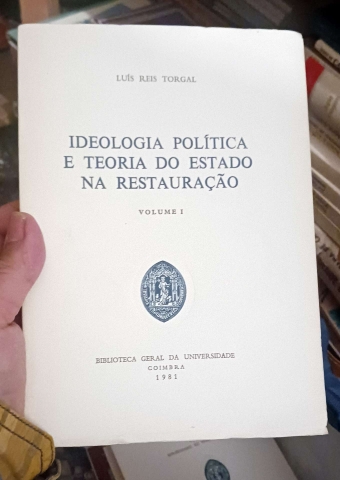 LUÍS REIS TORGAL
IDEOLOGIA POLÍTICA
E TEORIA DO ESTADO
NA RESTAURAÇÃO
VOLUME I
BIBLIOTECA GERAL DA UNIVERSIDADE
COIMBRA
1981